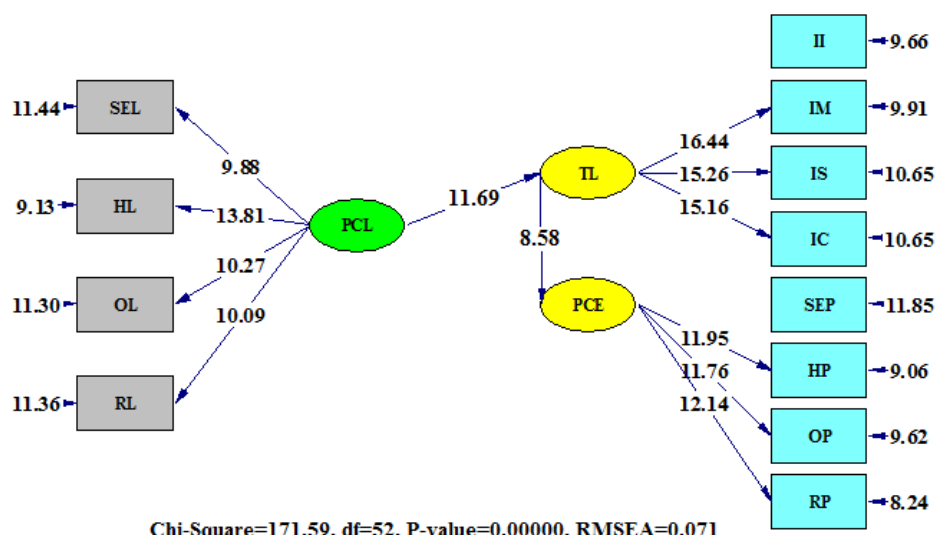 II
9.66
11.44
SEL
IM
9.91
16.44
9.88
TL
15.26
IS
10.65
9.13
HL
13.81
11.69
15.16
PCL
8.58
IC
10.65
10.27
11.30
OL
PCE
SEP
11.85
10.09
11.95
11.76
HP
9.06
11.36
RL
12.14
OP
9.62
RP
8.24
Chi-Square=171.59, df=52, P-value=0.00000, RMSEA=0.071